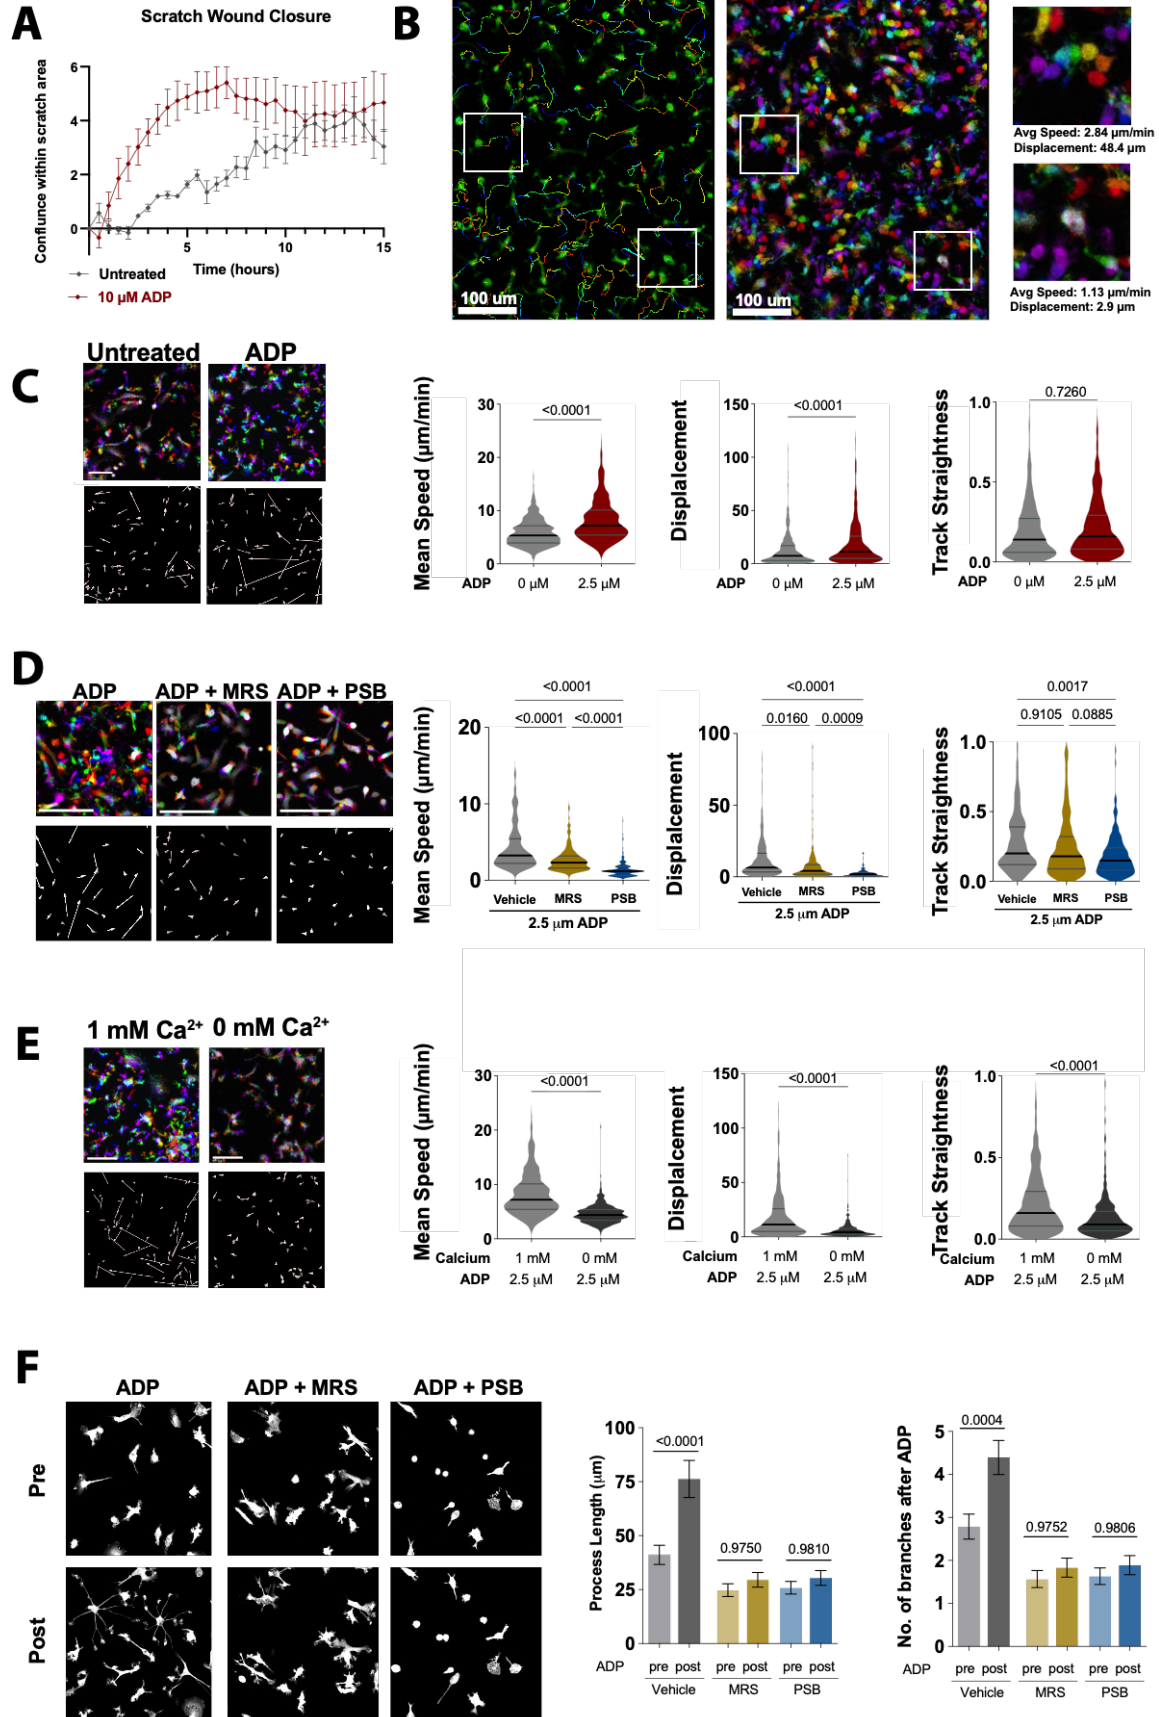 A
Scratch Wound Closure
Confluence within scratch area
6
4
2
0
5
10
15
Time (hours)
Untreated
10 µM ADP
B
100 um
100 um
Avg Speed: 2.84 µm/min
Displacement: 48.4 µm
Avg Speed: 1.13 µm/min
Displacement: 2.9 µm
C
Untreated
ADP
Mean Speed (µm/min)
30
20
10
0
<0.0001
ADP
0 µM
2.5 µM
Displalcement
150
100
50
0
<0.0001
ADP
0 µM
2.5 µM
Track Straightness
1.0
0.5
0.0
0.7260
ADP
0 µM
2.5 µM
D
ADP
ADP + MRS
ADP + PSB
Mean Speed (µm/min)
20
10
0
<0.0001
<0.0001
<0.0001
Vehicle
MRS
PSB
2.5 µm ADP
Displalcement
100
50
0
<0.0001
0.0160
0.0009
Vehicle
MRS
PSB
2.5 µm ADP
Track Straightness
1.0
0.5
0.0
0.0017
0.9105
0.0885
Vehicle
MRS
PSB
2.5 µm ADP
E
1 mM Ca²⁺
0 mM Ca²⁺
Mean Speed (µm/min)
30
20
10
0
<0.0001
Calcium
1 mM
0 mM
ADP
2.5 µM
2.5 µM
Displalcement
150
100
50
0
<0.0001
Calcium
1 mM
0 mM
ADP
2.5 µM
2.5 µM
Track Straightness
1.0
0.5
0.0
<0.0001
Calcium
1 mM
0 mM
ADP
2.5 µM
2.5 µM
F
ADP
ADP + MRS
ADP + PSB
Pre
Post
Process Length (µm)
100
75
50
25
0
<0.0001
0.9750
0.9810
ADP
pre post
pre post
pre post
Vehicle
MRS
PSB
No. of branches after ADP
5
4
3
2
1
0
0.0004
0.9752
0.9806
ADP
pre post
pre post
pre post
Vehicle
MRS
PSB